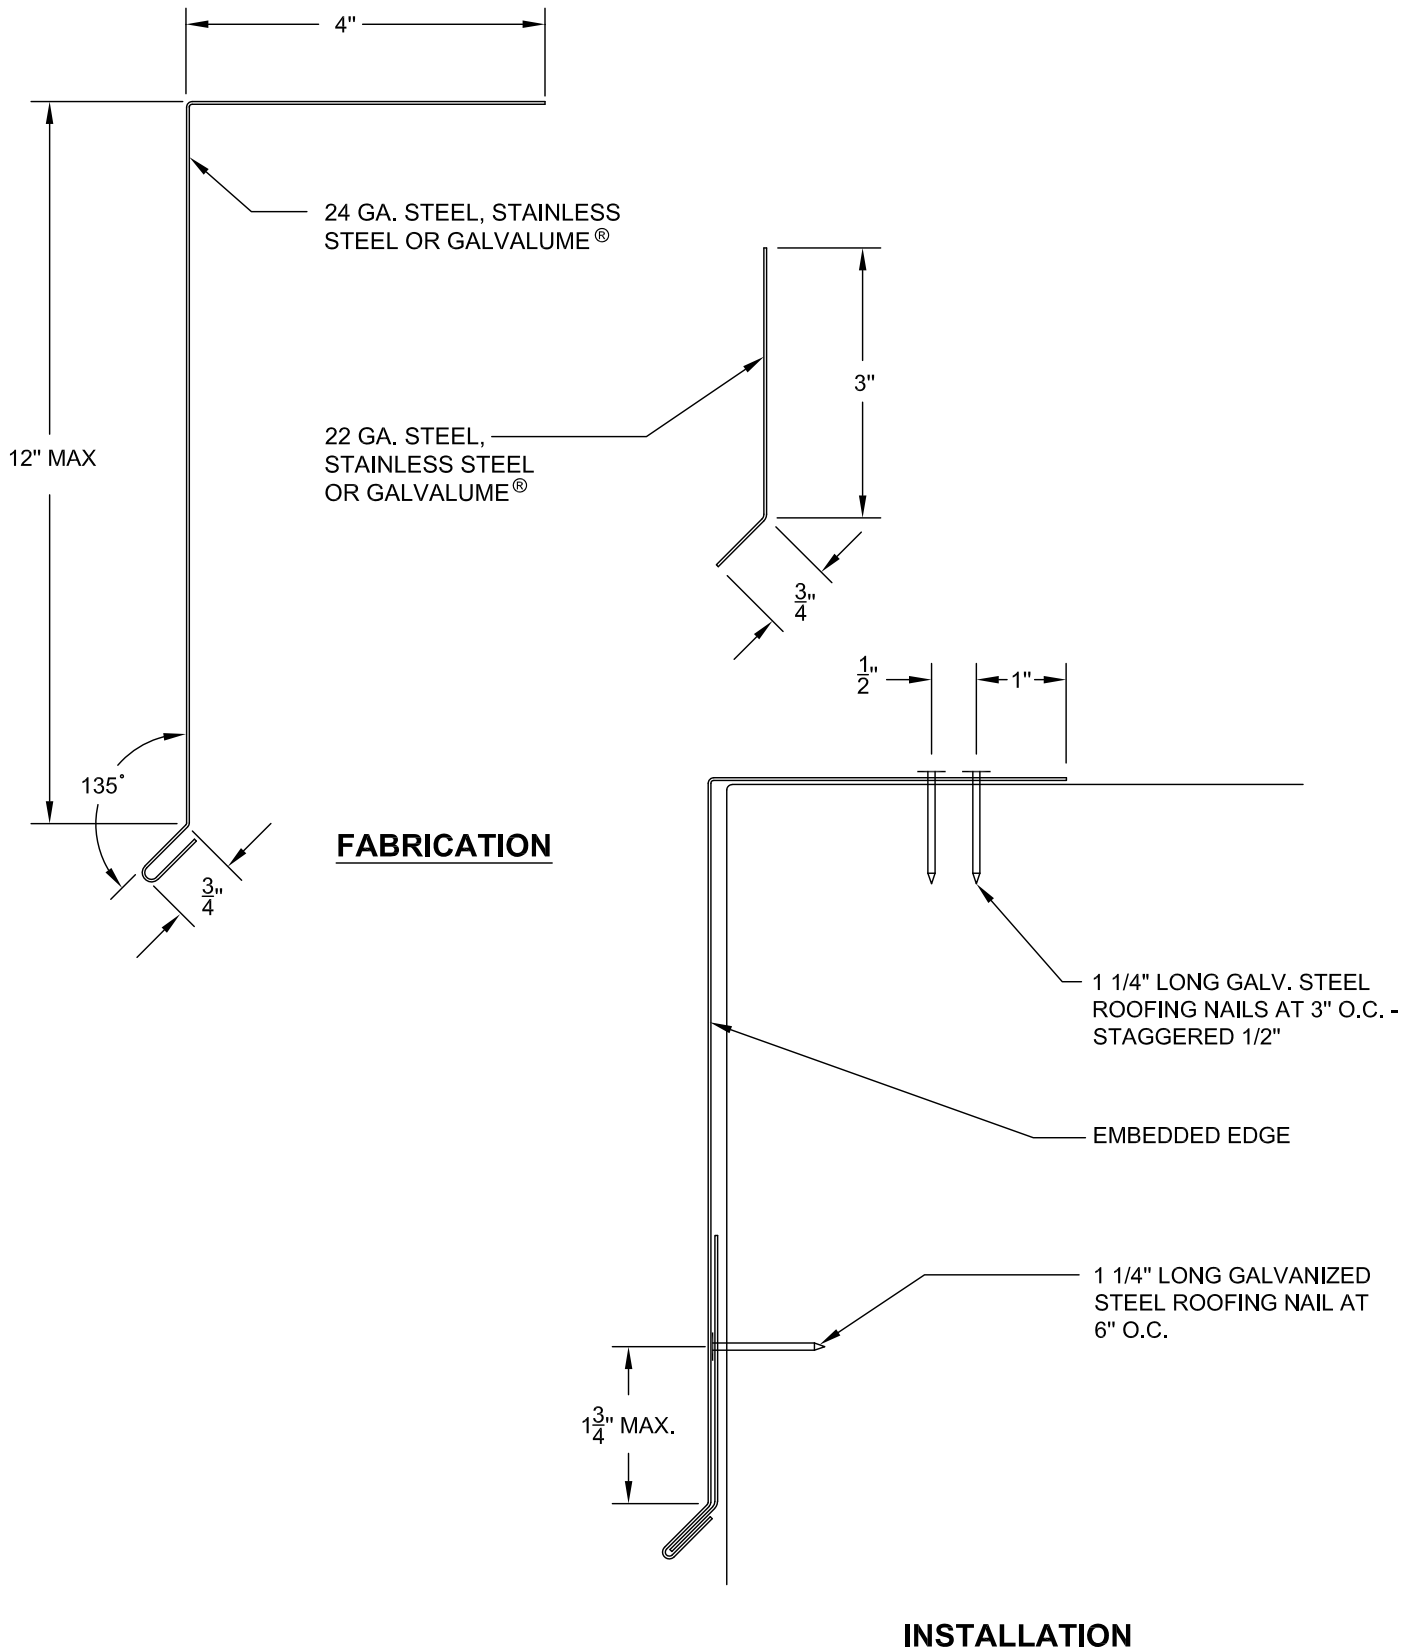 4"
24 GA. STEEL, STAINLESS
STEEL OR GALVALUME®
3"
22 GA. STEEL,
STAINLESS STEEL
OR GALVALUME®
12" MAX
3/4"
1/2"
1"
135°
FABRICATION
3/4"
1 1/4" LONG GALV. STEEL
ROOFING NAILS AT 3" O.C. -
STAGGERED 1/2"
EMBEDDED EDGE
1 1/4" LONG GALVANIZED
STEEL ROOFING NAIL AT
6" O.C.
1 3/4" MAX.
INSTALLATION